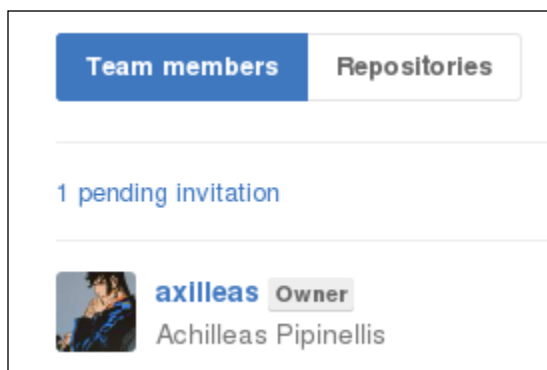 Team members Repositories
1 pending invitation
axilleas Owner
Achilleas Pipinellis